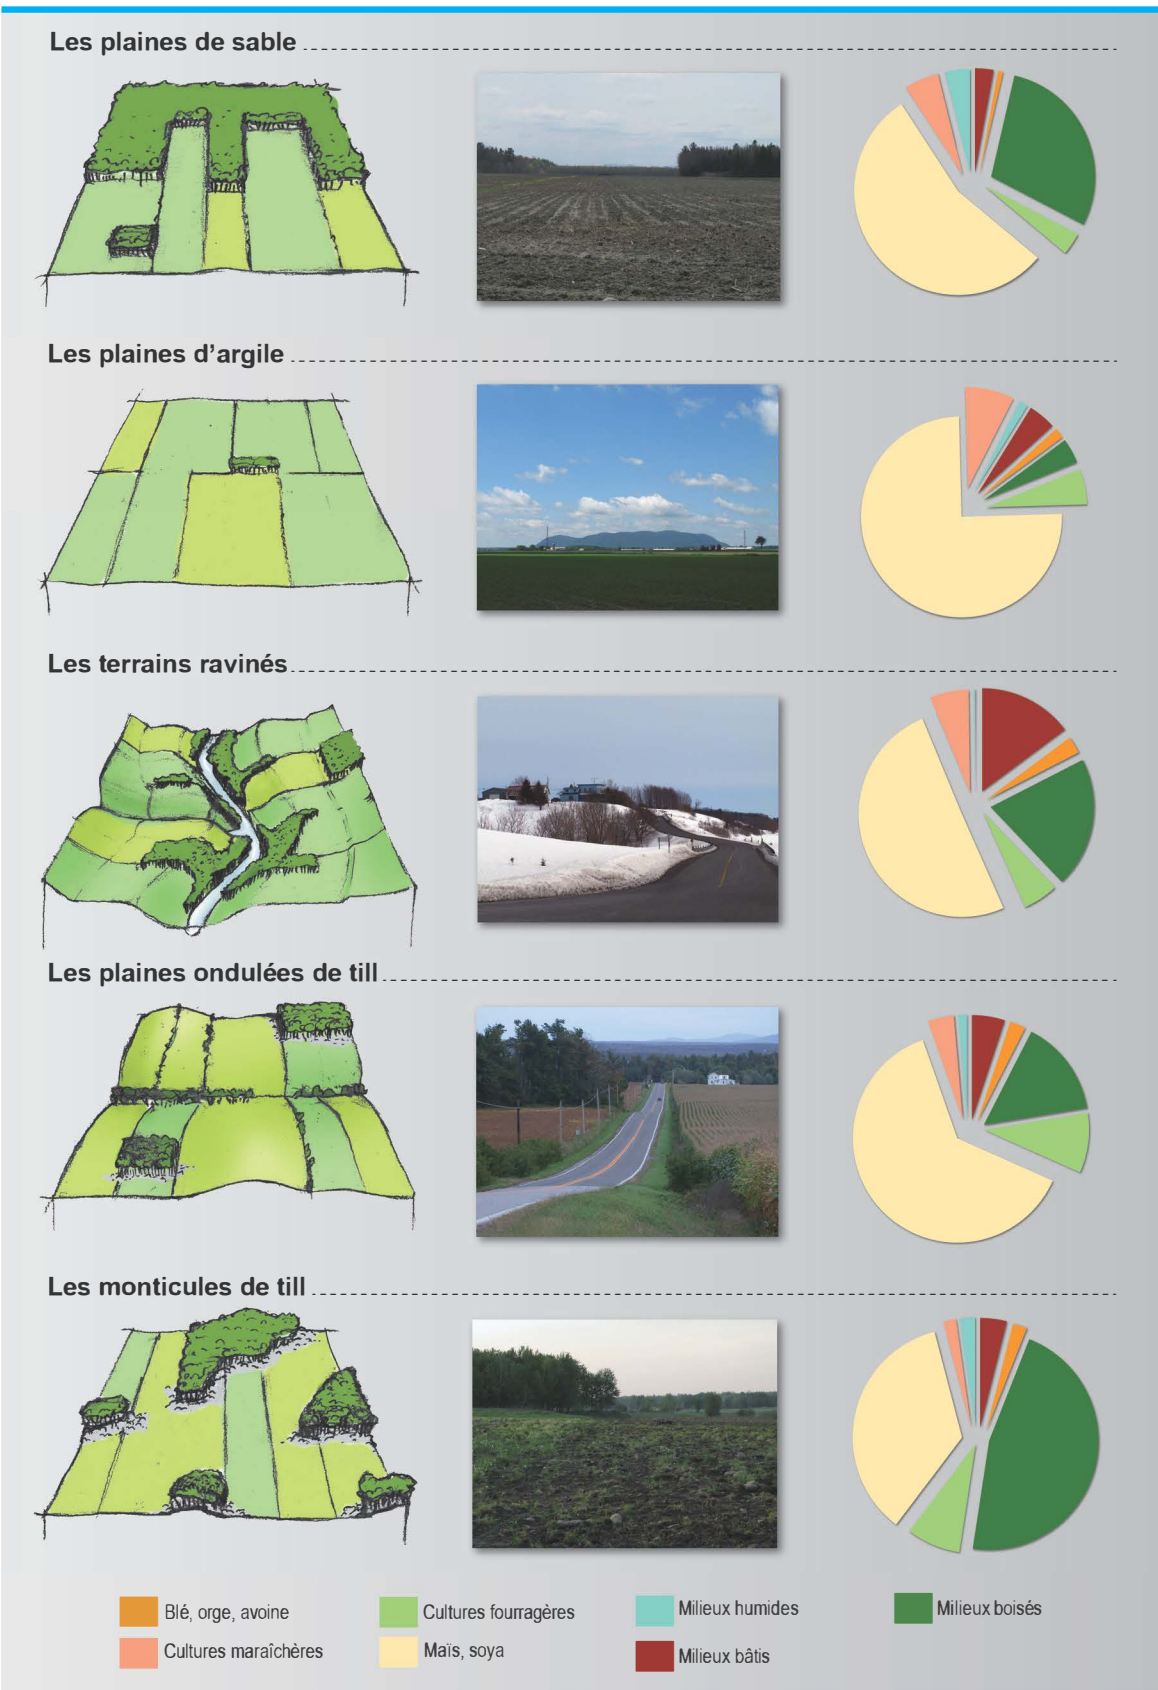 Les plaines de sable
Les plaines d’argile
Les terrains ravinés
Les plaines ondulées de till
Les monticules de till
Blé, orge, avoine
Cultures fourragères
Milieux humides
Milieux boisés
Cultures maraîchères
Maïs, soya
Milieux bâtis